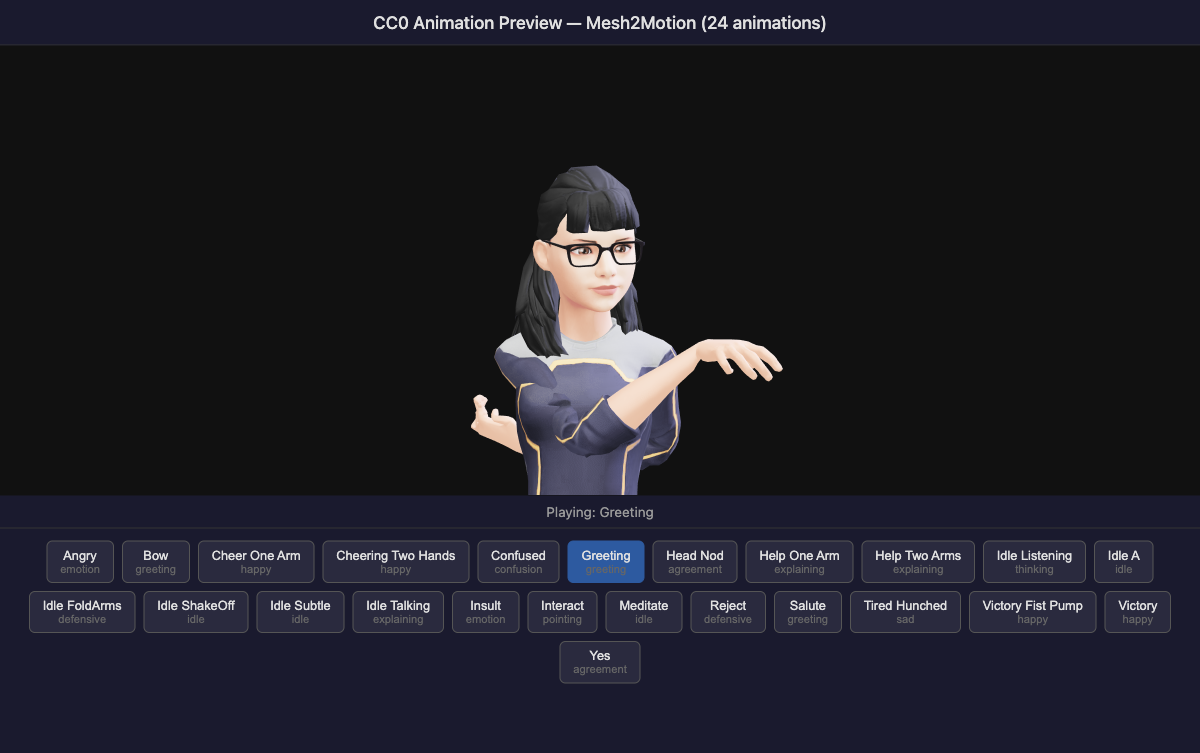 CC0 Animation Preview — Mesh2Motion (24 animations)
Playing: Greeting
Angry
emotion
Bow
greeting
Cheer One Arm
happy
Cheering Two Hands
happy
Confused
confusion
Greeting
greeting
Head Nod
agreement
Help One Arm
explaining
Help Two Arms
explaining
Idle Listening
thinking
Idle A
idle
Idle FoldArms
defensive
Idle ShakeOff
idle
Idle Subtle
idle
Idle Talking
explaining
Insult
emotion
Interact
pointing
Meditate
idle
Reject
defensive
Salute
greeting
Tired Hunched
sad
Victory Fist Pump
happy
Victory
happy
Yes
agreement